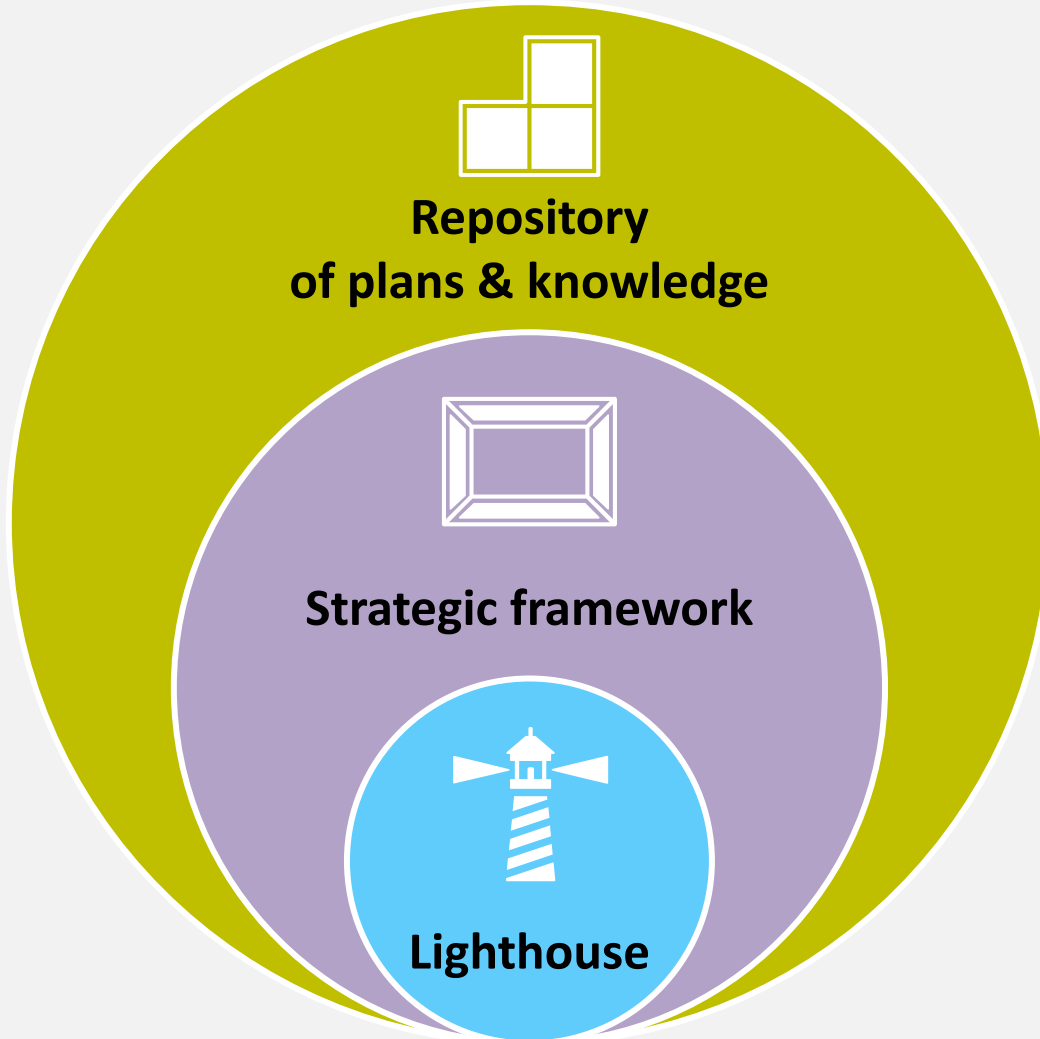 Repository
of plans & knowledge
Strategic framework
Lighthouse